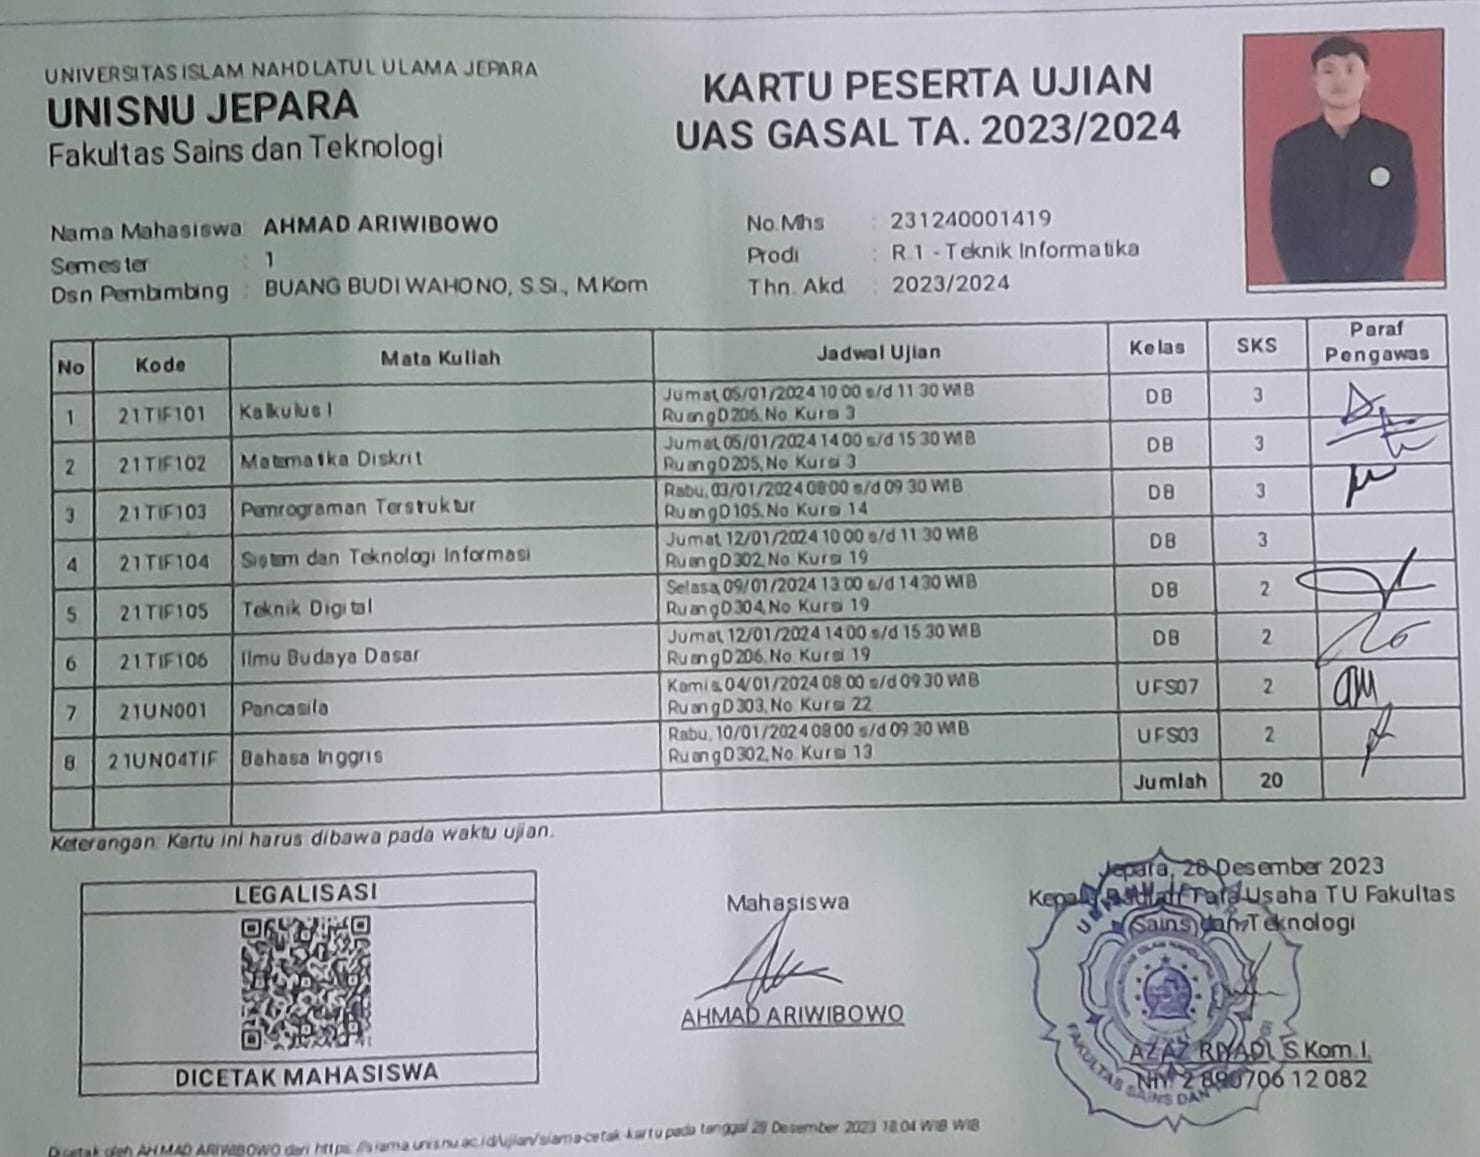 UNIVERSITAS ISLAM NAHDLATUL ULAMA JEPARA
UNISNU JEPARA
Fakultas Sains dan Teknologi
KARTU PESERTA UJIAN
UAS GASAL TA. 2023/2024
Nama Mahasiswa : AHMAD ARIWIBOWO
Semester : 1
Dsn Pembimbing : BUANG BUDI WAHONO, S.Si., M.Kom
No.Mhs : 231240001419
Prodi : R.1 - Teknik Informatika
Thn. Akd. : 2023/2024
No Kode Mata Kuliah Jadwal Ujian Kelas SKS Paraf Pengawas
1 21TIF101 Kalkulus I Jumat, 05/01/2024 10:00 s/d 11:30 WIB DB 3
Ruang D206, No. Kursi 3
2 21TIF102 Matematika Diskrit Jumat, 05/01/2024 14:00 s/d 15:30 WIB DB 3
Ruang D205, No. Kursi 3
3 21TIF103 Pemrograman Terstruktur Rabu, 03/01/2024 08:00 s/d 09:30 WIB DB 3
Ruang D105, No. Kursi 14
4 21TIF104 Sistem dan Teknologi Informasi Jumat, 12/01/2024 10:00 s/d 11:30 WIB DB 3
Ruang D302, No. Kursi 19
5 21TIF105 Teknik Digital Selasa, 09/01/2024 13:00 s/d 14:30 WIB DB 2
Ruang D304, No. Kursi 19
6 21TIF106 Ilmu Budaya Dasar Jumat, 12/01/2024 14:00 s/d 15:30 WIB DB 2
Ruang D206, No. Kursi 19
7 21UN001 Pancasila Kamis, 04/01/2024 08:00 s/d 09:30 WIB UFS07 2
Ruang D303, No. Kursi 22
8 21UN04TIF Bahasa Inggris Rabu, 10/01/2024 08:00 s/d 09:30 WIB UFS03 2
Ruang D302, No. Kursi 13
Jumlah 20
Keterangan: Kartu ini harus dibawa pada waktu ujian.
LEGALISASI
DICETAK MAHASISWA
Mahasiswa
AHMAD ARIWIBOWO
Jepara, 28 Desember 2023
Kepala Tata Usaha TU Fakultas
Sains dan Teknologi
AZAZ RIYADI, S.Kom.I.
NIY. 2 890706 12 082
FAKULTAS SAINS DAN
Dicetak oleh AHMAD ARIWIBOWO dari https://siama.unisnu.ac.id/ujian/siama-cetak-kartu pada tanggal 28 Desember 2023 18:04 WIB WIB